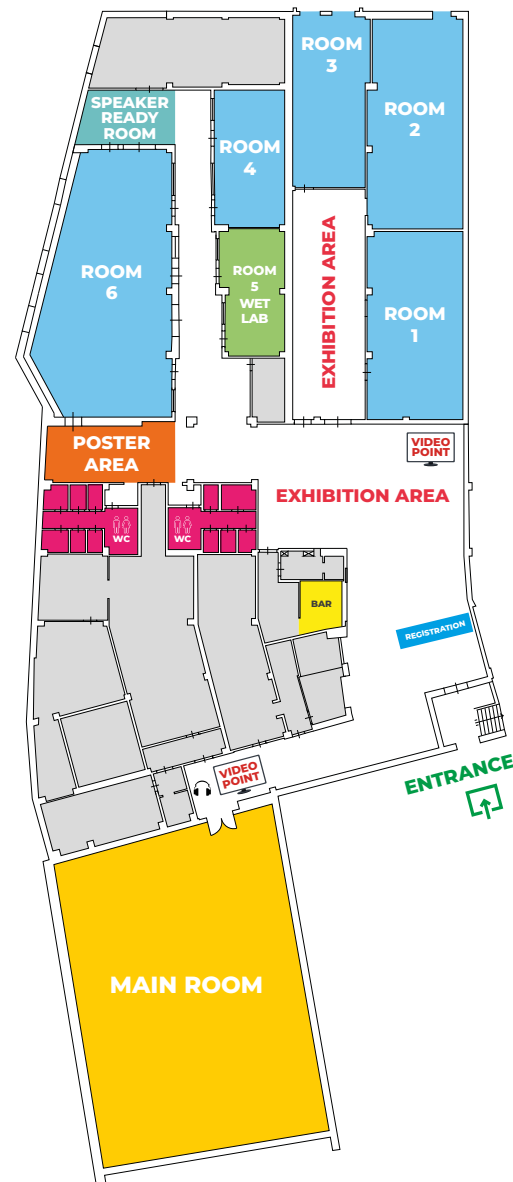 ROOM
3
ROOM
2
SPEAKER
READY
ROOM
ROOM
4
ROOM
6
ROOM
5
WET
LAB
EXHIBITION AREA
ROOM
1
POSTER
AREA
VIDEO
POINT
EXHIBITION AREA
WC
WC
BAR
REGISTRATION
VIDEO
POINT
ENTRANCE
MAIN ROOM